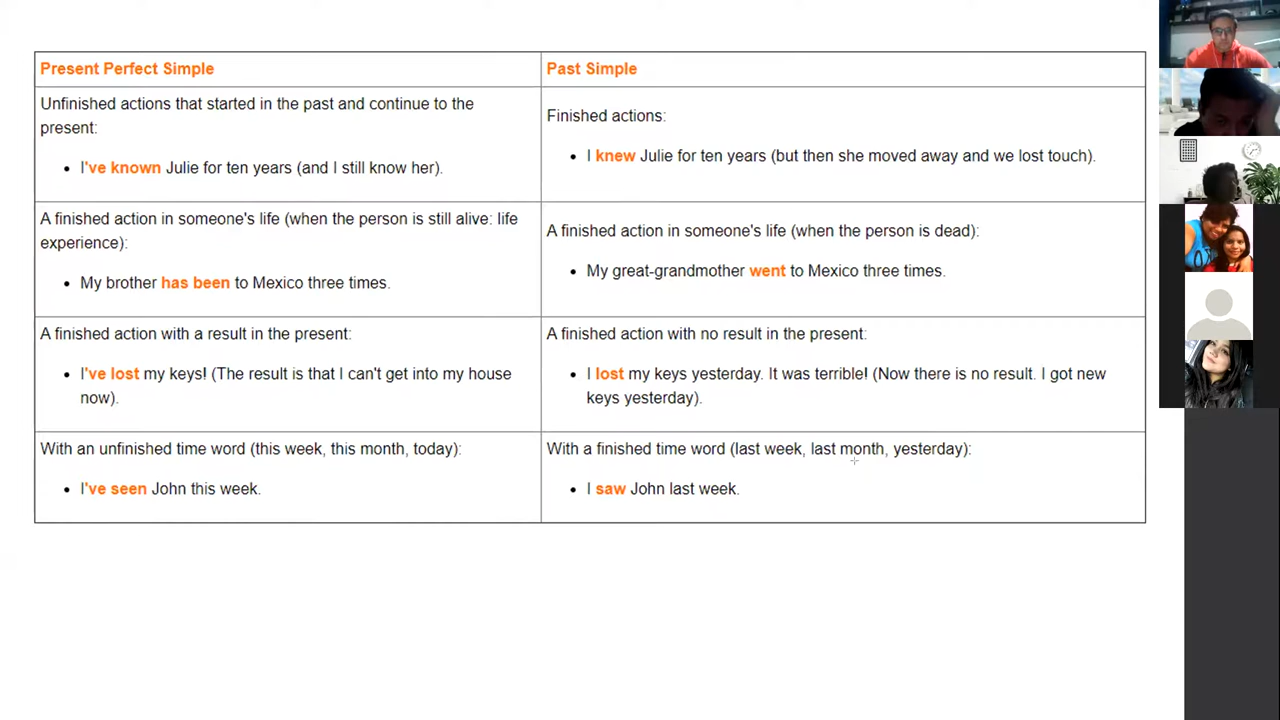 Present Perfect Simple
Past Simple
Unfinished actions that started in the past and continue to the
present:
I've known Julie for ten years (and I still know her).
Finished actions:
I knew Julie for ten years (but then she moved away and we lost touch).
A finished action in someone's life (when the person is still alive: life
experience):
My brother has been to Mexico three times.
A finished action in someone's life (when the person is dead):
My great-grandmother went to Mexico three times.
A finished action with a result in the present:
I've lost my keys! (The result is that I can't get into my house
now).
A finished action with no result in the present:
I lost my keys yesterday. It was terrible! (Now there is no result. I got new
keys yesterday).
With an unfinished time word (this week, this month, today):
I've seen John this week.
With a finished time word (last week, last month, yesterday):
I saw John last week.